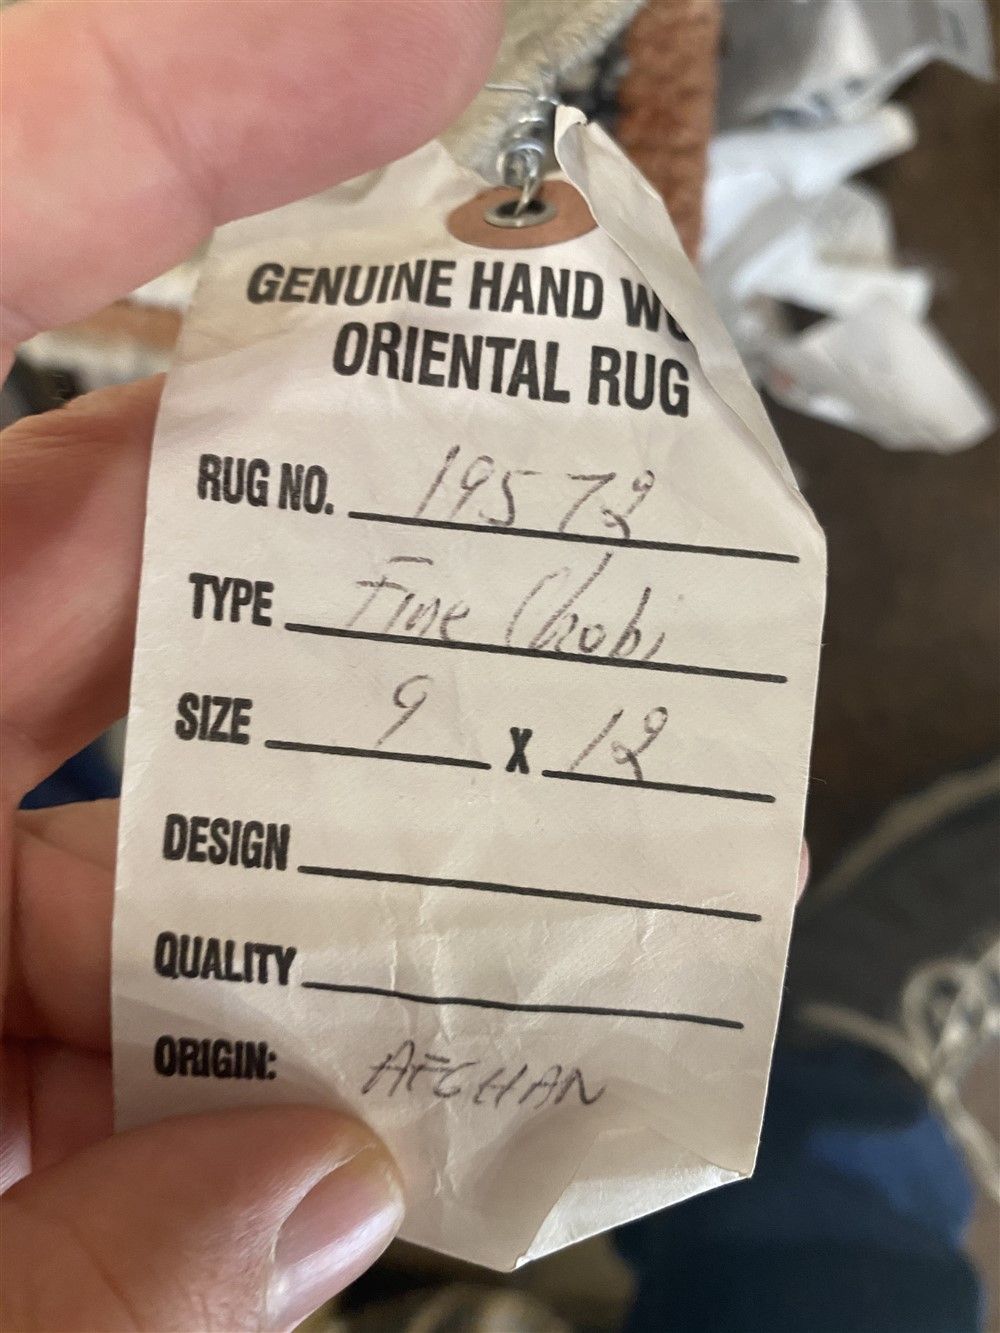 GENUINE HAND WO
ORIENTAL RUG
RUG NO. 19572
TYPE Fine Chobi
SIZE 9 X 12
DESIGN
QUALITY
ORIGIN: AFGHAN